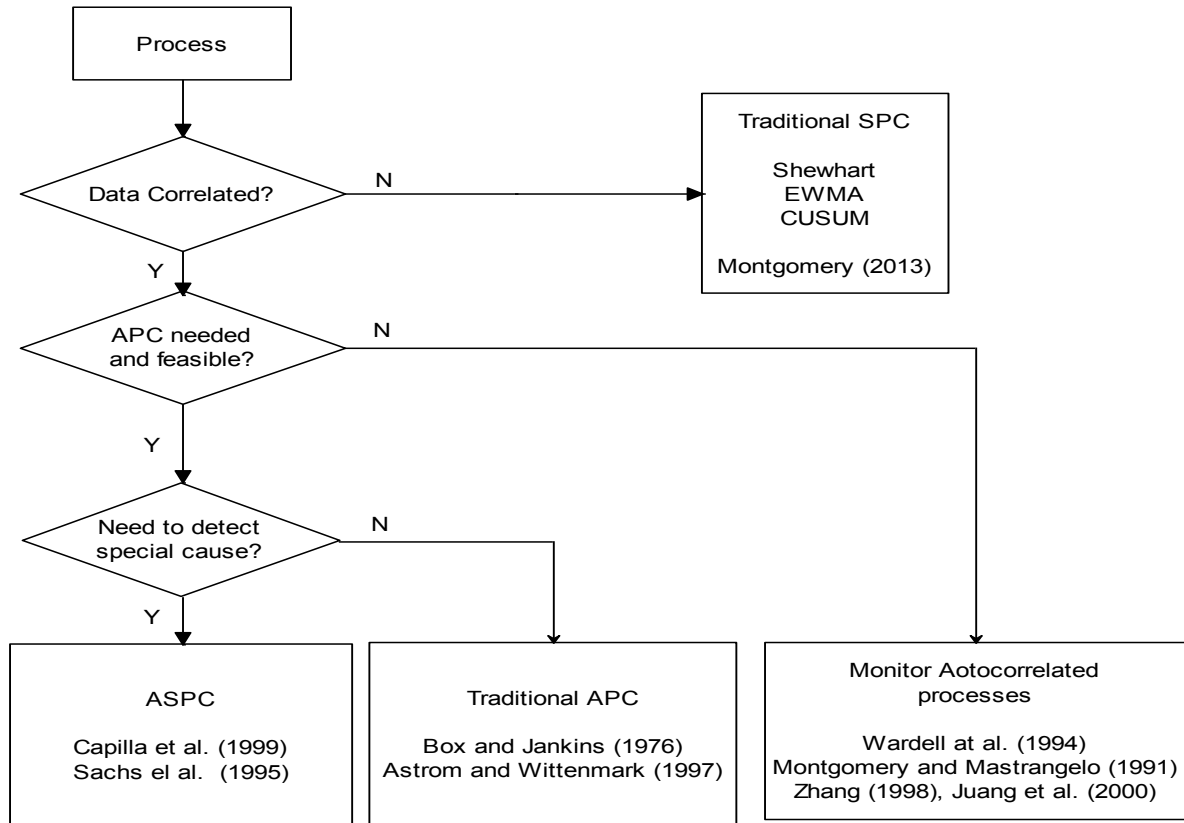 Process
Data Correlated?
N
Traditional SPC
Shewhart
EWMA
CUSUM
Montgomery (2013)
Y
APC needed
and feasible?
N
Y
Need to detect
special cause?
N
Y
ASPC
Capilla et al. (1999)
Sachs el al. (1995)
Traditional APC
Box and Jankins (1976)
Astrom and Wittenmark (1997)
Monitor Aotocorrelated
processes
Wardell at al. (1994)
Montgomery and Mastrangelo (1991)
Zhang (1998), Juang et al. (2000)